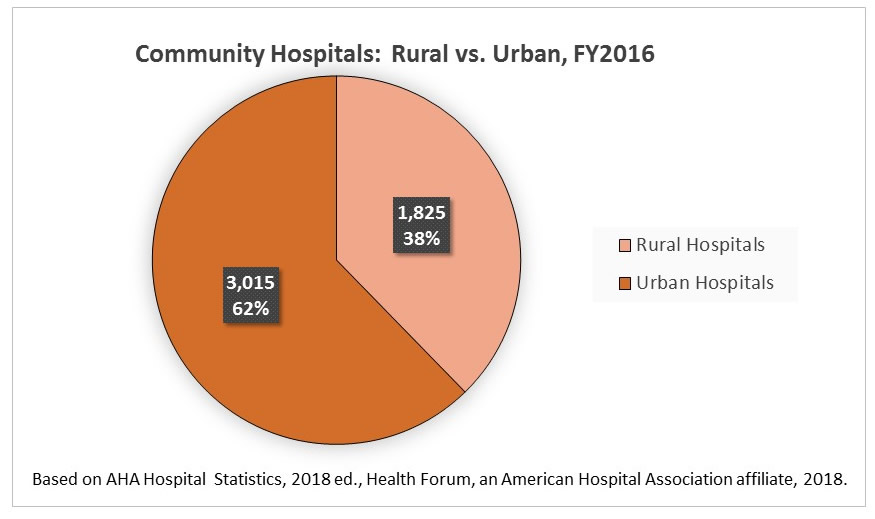 Community Hospitals: Rural vs. Urban, FY2016
1,825
38%
3,015
62%
Rural Hospitals
Urban Hospitals
Based on AHA Hospital Statistics, 2018 ed., Health Forum, an American Hospital Association affiliate, 2018.